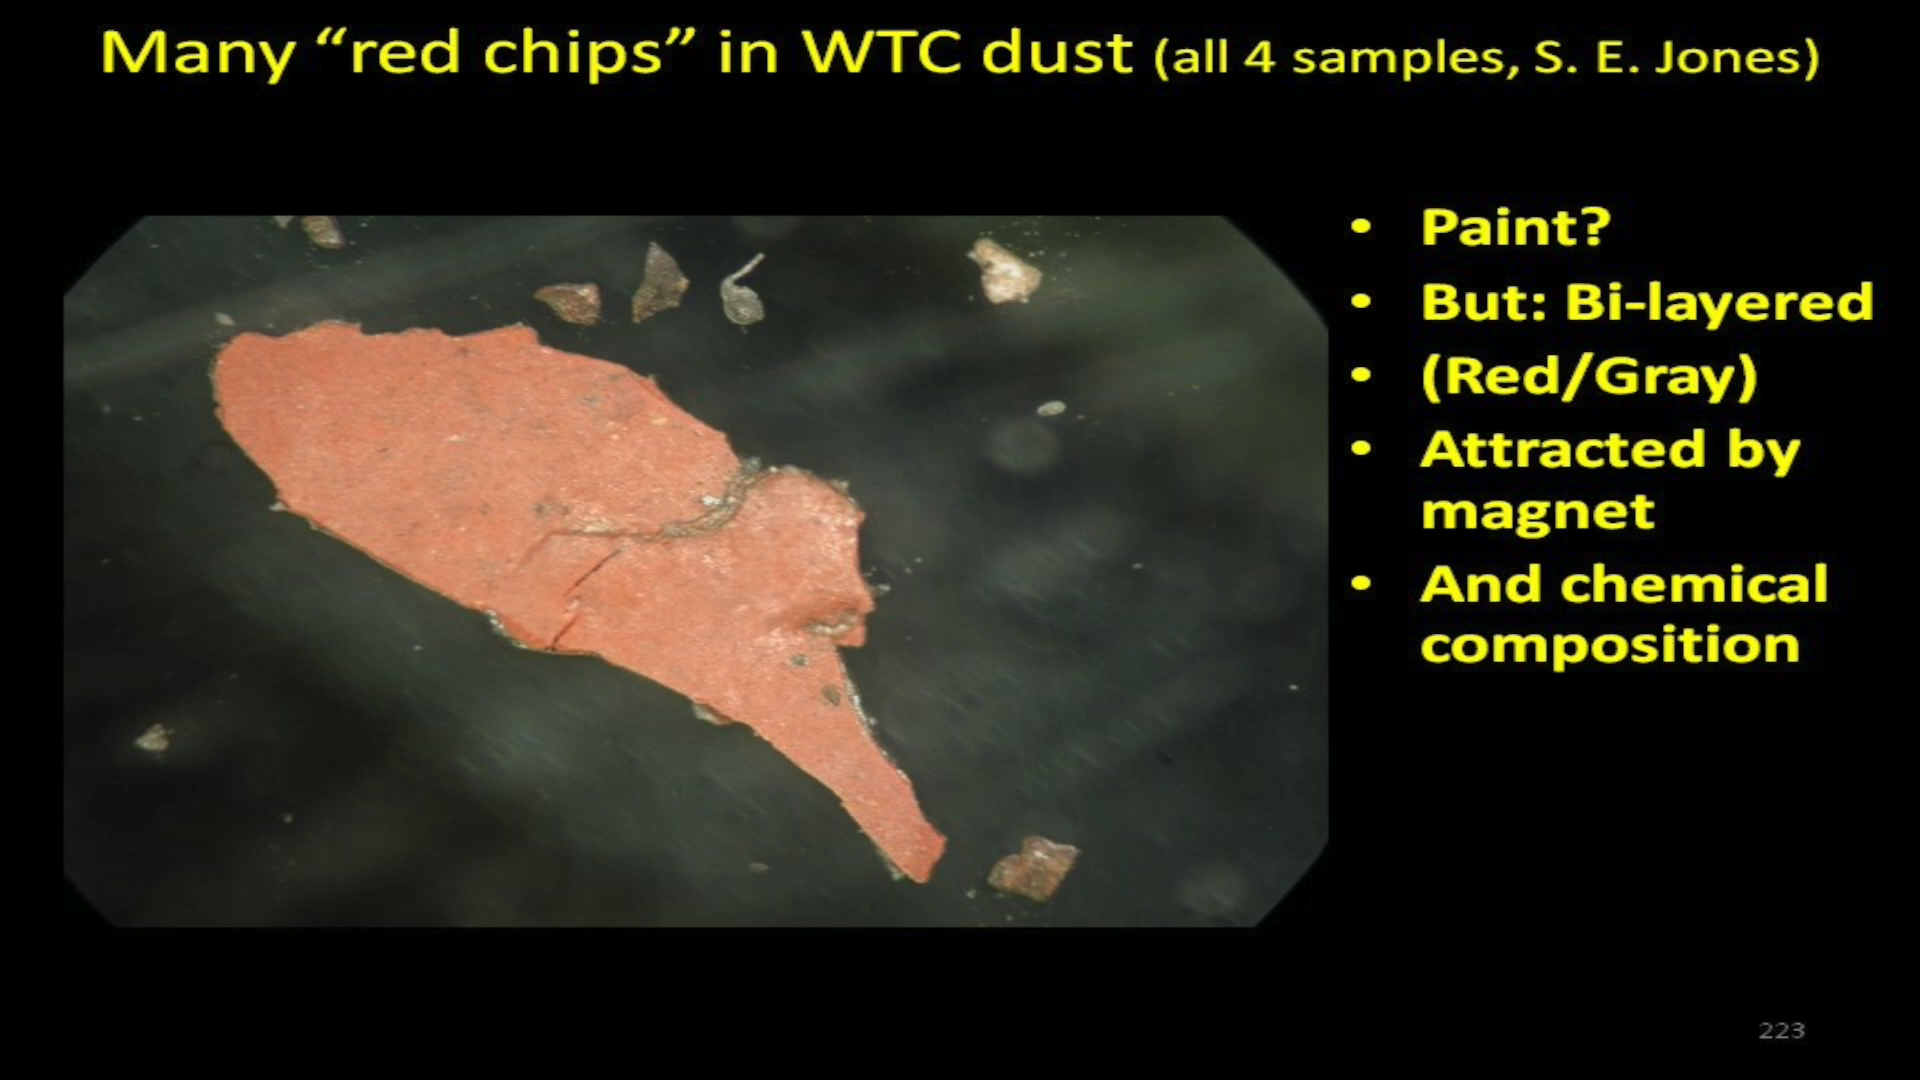 Many “red chips” in WTC dust (all 4 samples, S. E. Jones)
• Paint?
• But: Bi-layered
• (Red/Gray)
• Attracted by
magnet
• And chemical
composition
223